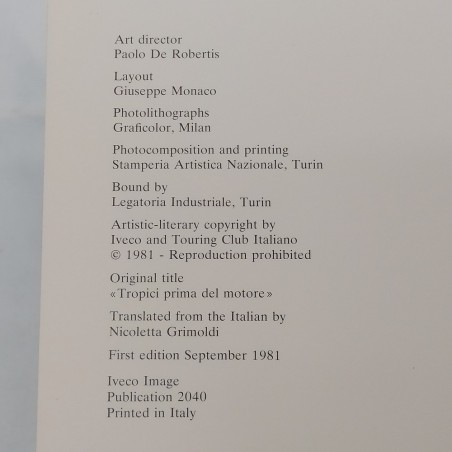 Art director
Paolo De Robertis
Layout
Giuseppe Monaco
Photolithographs
Graficolor, Milan
Photocomposition and printing
Stamperia Artistica Nazionale, Turin
Bound by
Legatoria Industriale, Turin
Artistic-literary copyright by
Iveco and Touring Club Italiano
© 1981 - Reproduction prohibited
Original title
«Tropici prima del motore»
Translated from the Italian by
Nicoletta Grimoldi
First edition September 1981
Iveco Image
Publication 2040
Printed in Italy